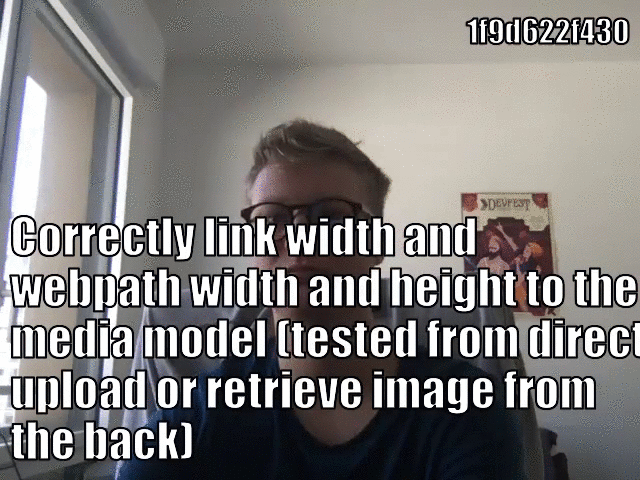 1f9d622f430
DEVFEST
Correctly link width and
webpath width and height to the
media model (tested from direct
upload or retrieve image from
the back)